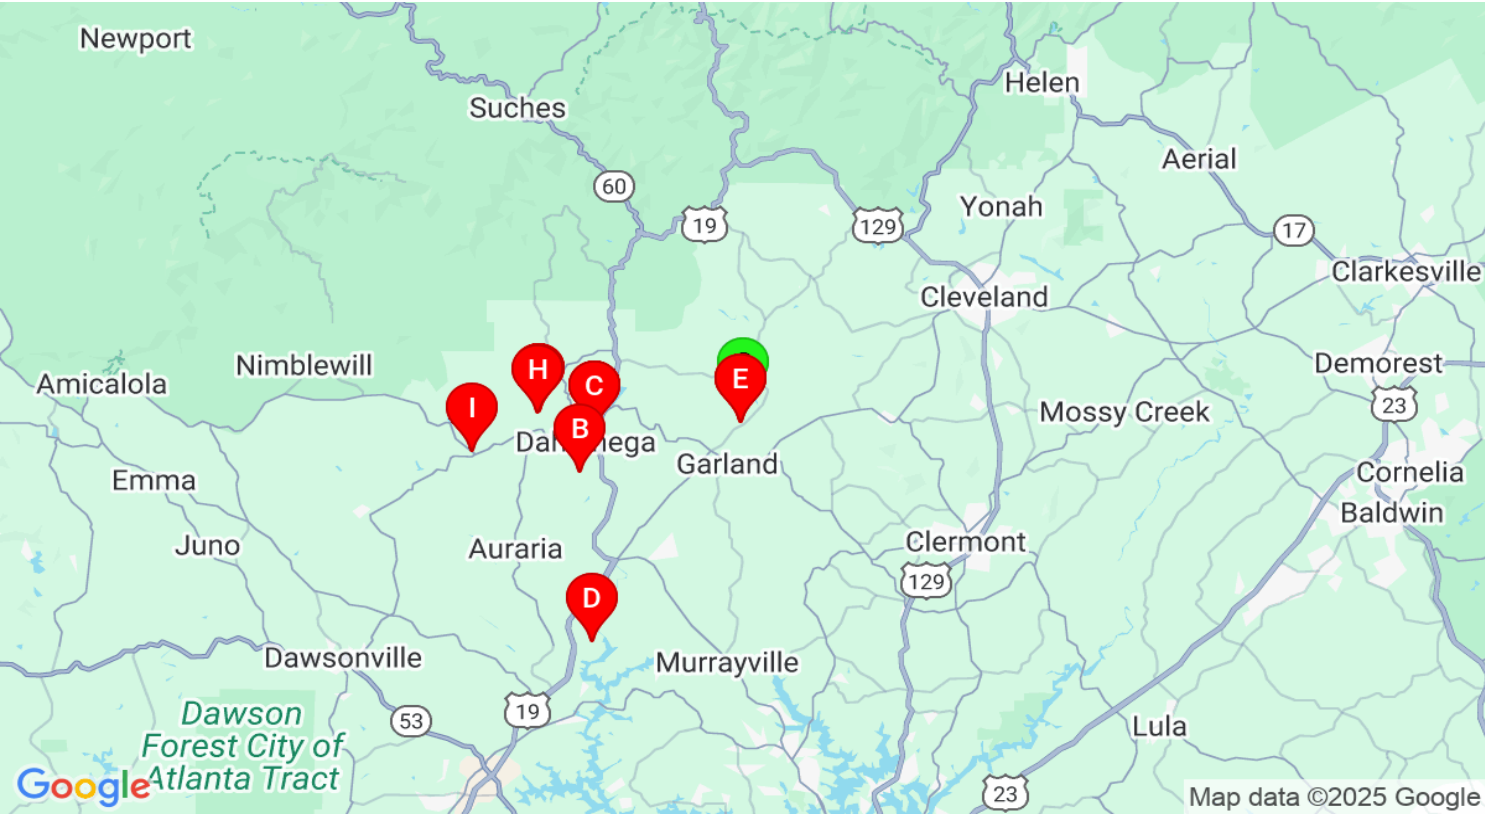 Newport
Helen
Suches
Aerial
60
Yonah
19
129
17
Clarkesville
Cleveland
Nimblewill
Demorest
H
E
C
Amicalola
I
23
Mossy Creek
B
Garland
Emma
Cornelia
Baldwin
Juno
Auraria
Clermont
129
D
Dawsonville
Murrayville
19
53
Dawson
Forest City of
Atlanta Tract
Lula
Google
23
Map data ©2025 Google